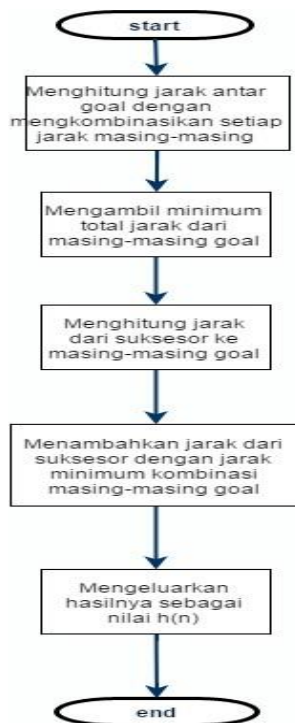 start
Menghitung jarak antar
goal dengan
mengkombinasikan setiap
jarak masing-masing
Mengambil minimum
total jarak dari
masing-masing goal
Menghitung jarak
dari suksesor ke
masing-masing goal
Menambahkan jarak dari
suksesor dengan jarak
minimum kombinasi
masing-masing goal
Mengeluarkan
hasilnya sebagai
nilai h(n)
end